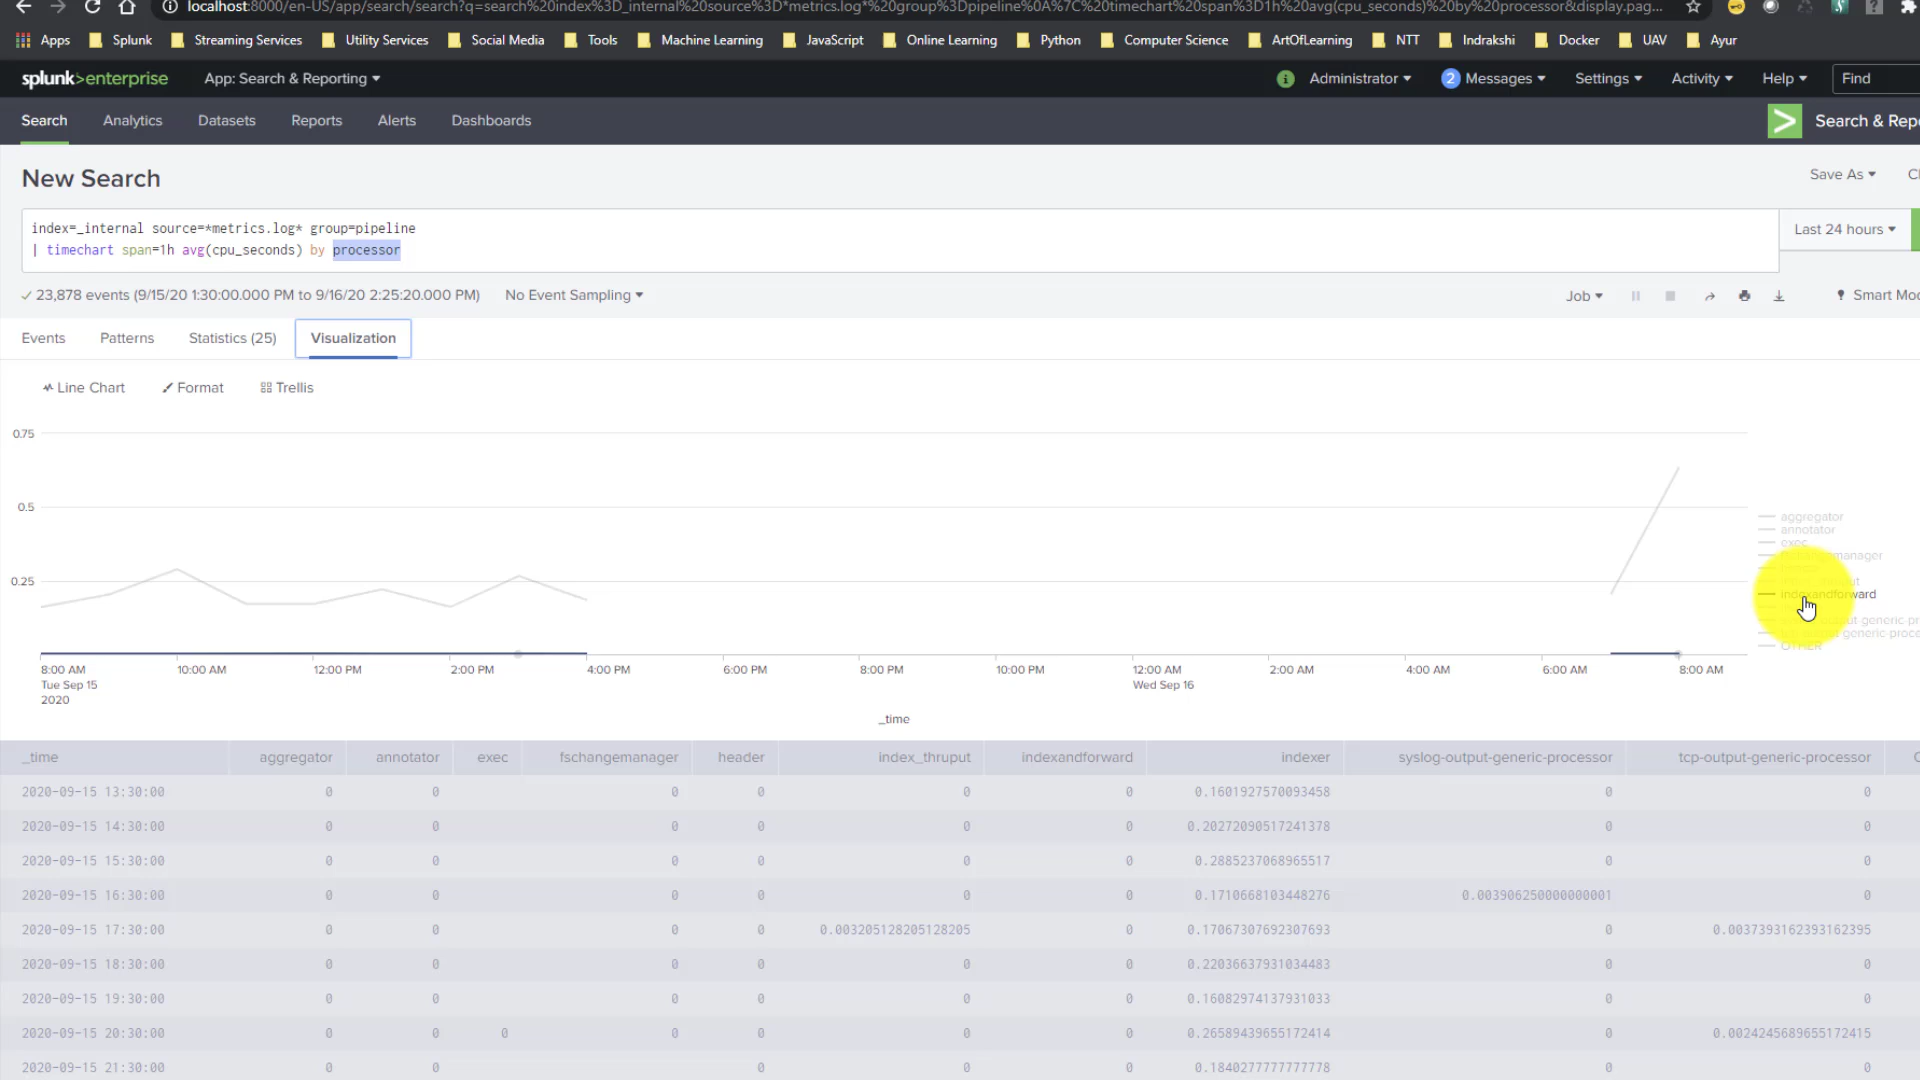 localhost:8000/en-US/app/search/search?q=search%20index%3D_internal%20source%3D*metrics.log*%20group%3Dpipeline%0A%7C%20timechart%20span%3D1h%20avg(cpu_seconds)%20by%20processor&display.pag...
Apps Splunk Streaming Services Utility Services Social Media Tools Machine Learning JavaScript Online Learning Python Computer Science ArtOfLearning NTT Indrakshi Docker UAV Ayur
splunk>enterprise App: Search & Reporting Administrator 2 Messages Settings Activity Help Find
Search Analytics Datasets Reports Alerts Dashboards Search & Repo
New Search
Save As
index=_internal source=*metrics.log* group=pipeline
| timechart span=1h avg(cpu_seconds) by processor
Last 24 hours
23,878 events (9/15/20 1:30:00.000 PM to 9/16/20 2:25:20.000 PM) No Event Sampling Job Smart Mod
Events Patterns Statistics (25) Visualization
Line Chart Format Trellis
0.75
0.5
0.25
aggregator
annotator
exec
indexandforward
OTHER
8:00 AM 10:00 AM 12:00 PM 2:00 PM 4:00 PM 6:00 PM 8:00 PM 10:00 PM 12:00 AM 2:00 AM 4:00 AM 6:00 AM 8:00 AM
Tue Sep 15 Wed Sep 16
2020
_time
_time aggregator annotator exec fschangemanager header index_thruput indexandforward indexer syslog-output-generic-processor tcp-output-generic-processor
2020-09-15 13:30:00 0 0 0 0 0 0 0.1601927570093458 0 0
2020-09-15 14:30:00 0 0 0 0 0 0 0.20272090517241378 0 0
2020-09-15 15:30:00 0 0 0 0 0 0 0.2885237068965517 0 0
2020-09-15 16:30:00 0 0 0 0 0 0 0.1710668103448276 0.003906250000000001 0
2020-09-15 17:30:00 0 0 0 0 0.003205128205128205 0 0.17067307692307693 0 0.0037393162393162395
2020-09-15 18:30:00 0 0 0 0 0 0 0.22036637931034483 0 0
2020-09-15 19:30:00 0 0 0 0 0 0 0.16082974137931033 0 0
2020-09-15 20:30:00 0 0 0 0 0 0 0 0.26589439655172414 0 0.0024245689655172415
2020-09-15 21:30:00 0 0 0 0 0 0.1840277777777778 0 0